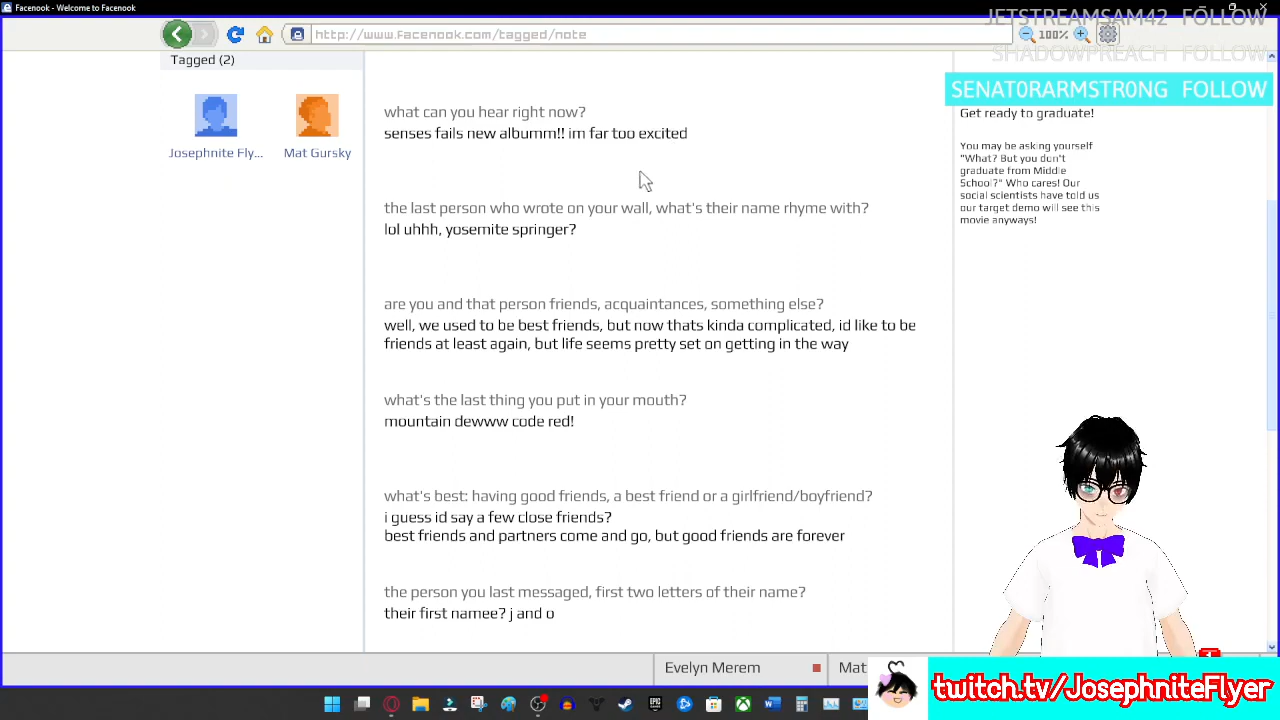 Facenook - Welcome to Facenook
JETSTREAMSAM42 FOLLOW
http://www.facenook.com/tagged/note
100%
SHADOWPREACH FOLLOW
SENAT0RARMSTR0NG FOLLOW
Tagged (2)
Josephnite Fly...
Mat Gursky
what can you hear right now?
senses fails new albumm!! im far too excited
the last person who wrote on your wall, what's their name rhyme with?
lol uhhh, yosemite springer?
are you and that person friends, acquaintances, something else?
well, we used to be best friends, but now thats kinda complicated, id like to be
friends at least again, but life seems pretty set on getting in the way
what's the last thing you put in your mouth?
mountain dewww code red!
what's best: having good friends, a best friend or a girlfriend/boyfriend?
i guess id say a few close friends?
best friends and partners come and go, but good friends are forever
the person you last messaged, first two letters of their name?
their first namee? j and o
Get ready to graduate!
You may be asking yourself
"What? But you don't
graduate from Middle
School?" Who cares! Our
social scientists have told us
our target demo will see this
movie anyways!
Evelyn Merem
Mat
twitch.tv/JosephniteFlyer